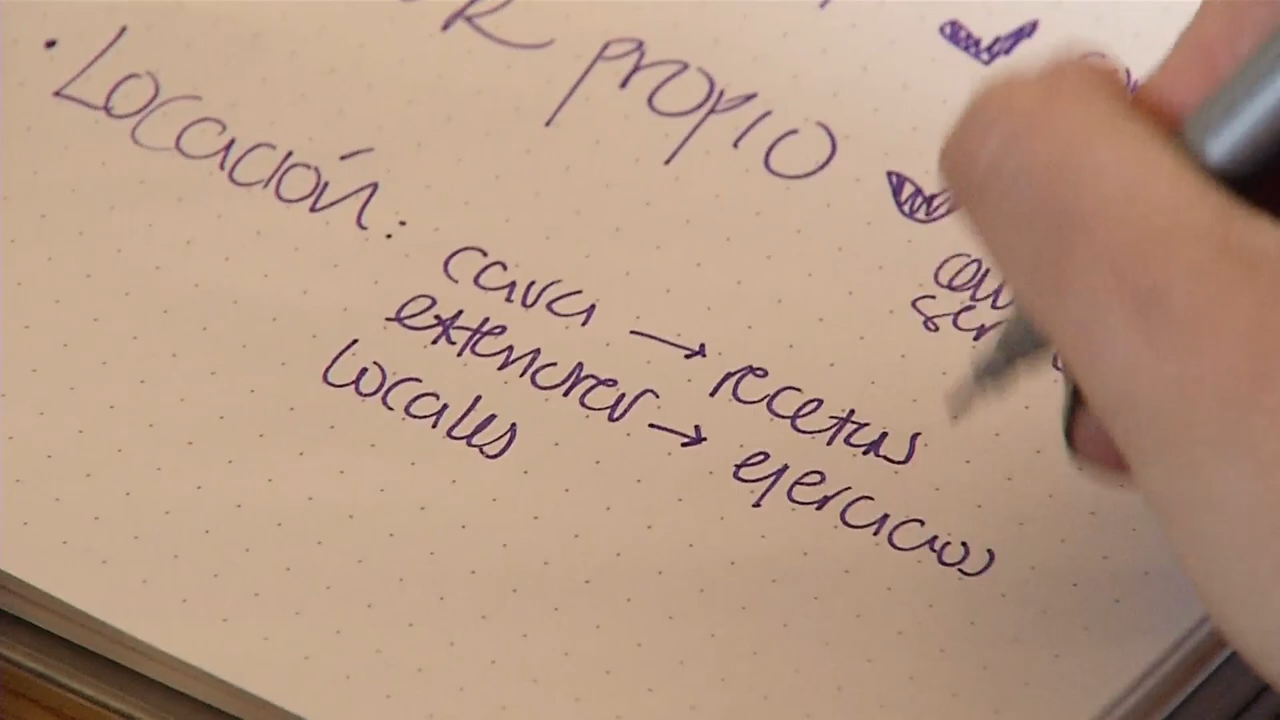 propio
• Locación:
casa → recetas
exteriores → ejercicios
Locales